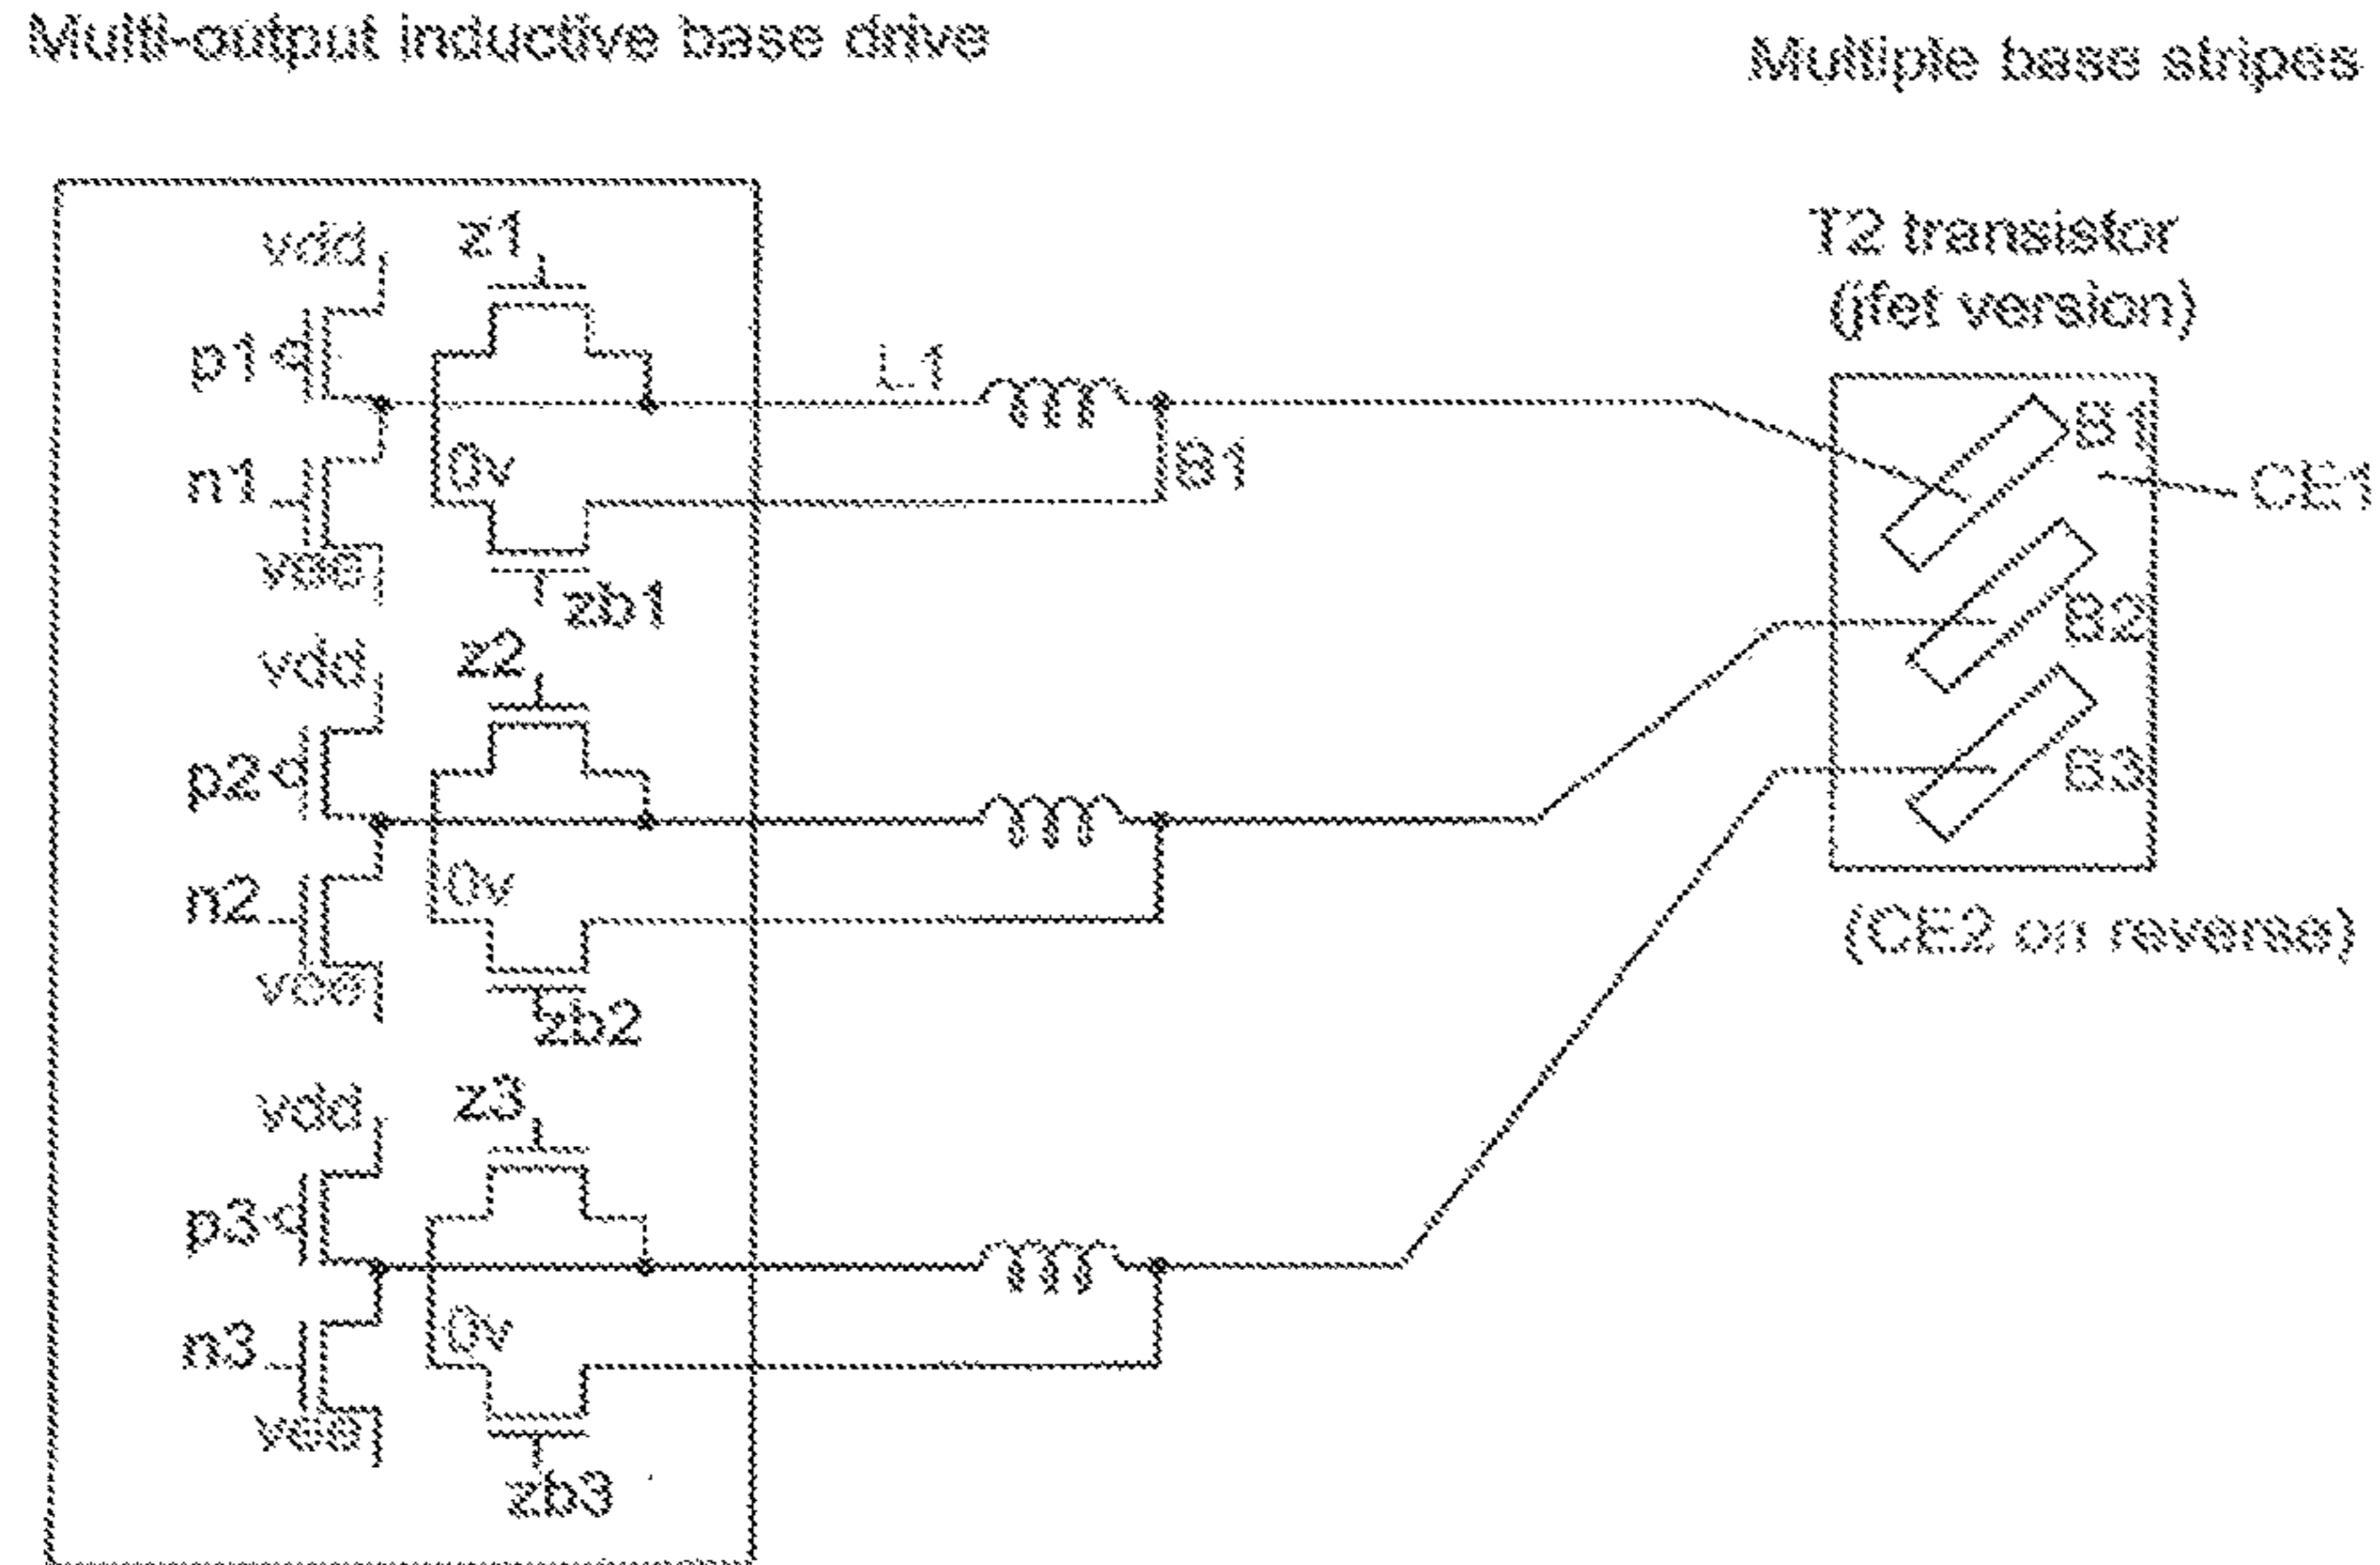 Multi-output inductive base drive
Multiple base stripes
vdd
z1
p1
L1
n1
0v
B1
vee
zb1
vdd
z2
p2
n2
0v
vee
zb2
vdd
z3
p3
n3
0v
vee
zb3
T2 transistor
(jfet version)
B1
CE1
B2
B3
(CE2 on reverse)